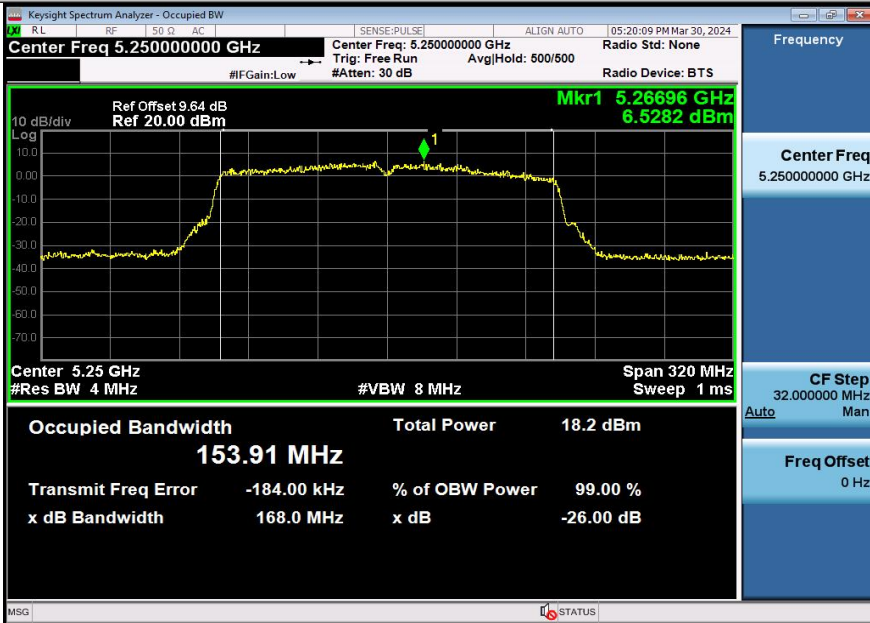 Keysight Spectrum Analyzer - Occupied BW
LXI RL RF 50 Ω AC SENSE:PULSE ALIGN AUTO 05:20:09 PM Mar 30, 2024
Center Freq 5.250000000 GHz
Center Freq: 5.250000000 GHz
Radio Std: None
Trig: Free Run Avg|Hold: 500/500
#IFGain:Low
#Atten: 30 dB
Radio Device: BTS
Ref Offset 9.64 dB
Mkr1 5.26696 GHz
10 dB/div
Ref 20.00 dBm
6.5282 dBm
Log
1
10.0
0.00
-10.0
-20.0
-30.0
-40.0
-50.0
-60.0
-70.0
Center 5.25 GHz
Span 320 MHz
#Res BW 4 MHz
#VBW 8 MHz
Sweep 1 ms
Occupied Bandwidth
Total Power 18.2 dBm
153.91 MHz
Transmit Freq Error -184.00 kHz
% of OBW Power 99.00 %
x dB Bandwidth 168.0 MHz
x dB -26.00 dB
Frequency
Center Freq
5.250000000 GHz
CF Step
32.000000 MHz
Auto Man
Freq Offset
0 Hz
MSG
STATUS